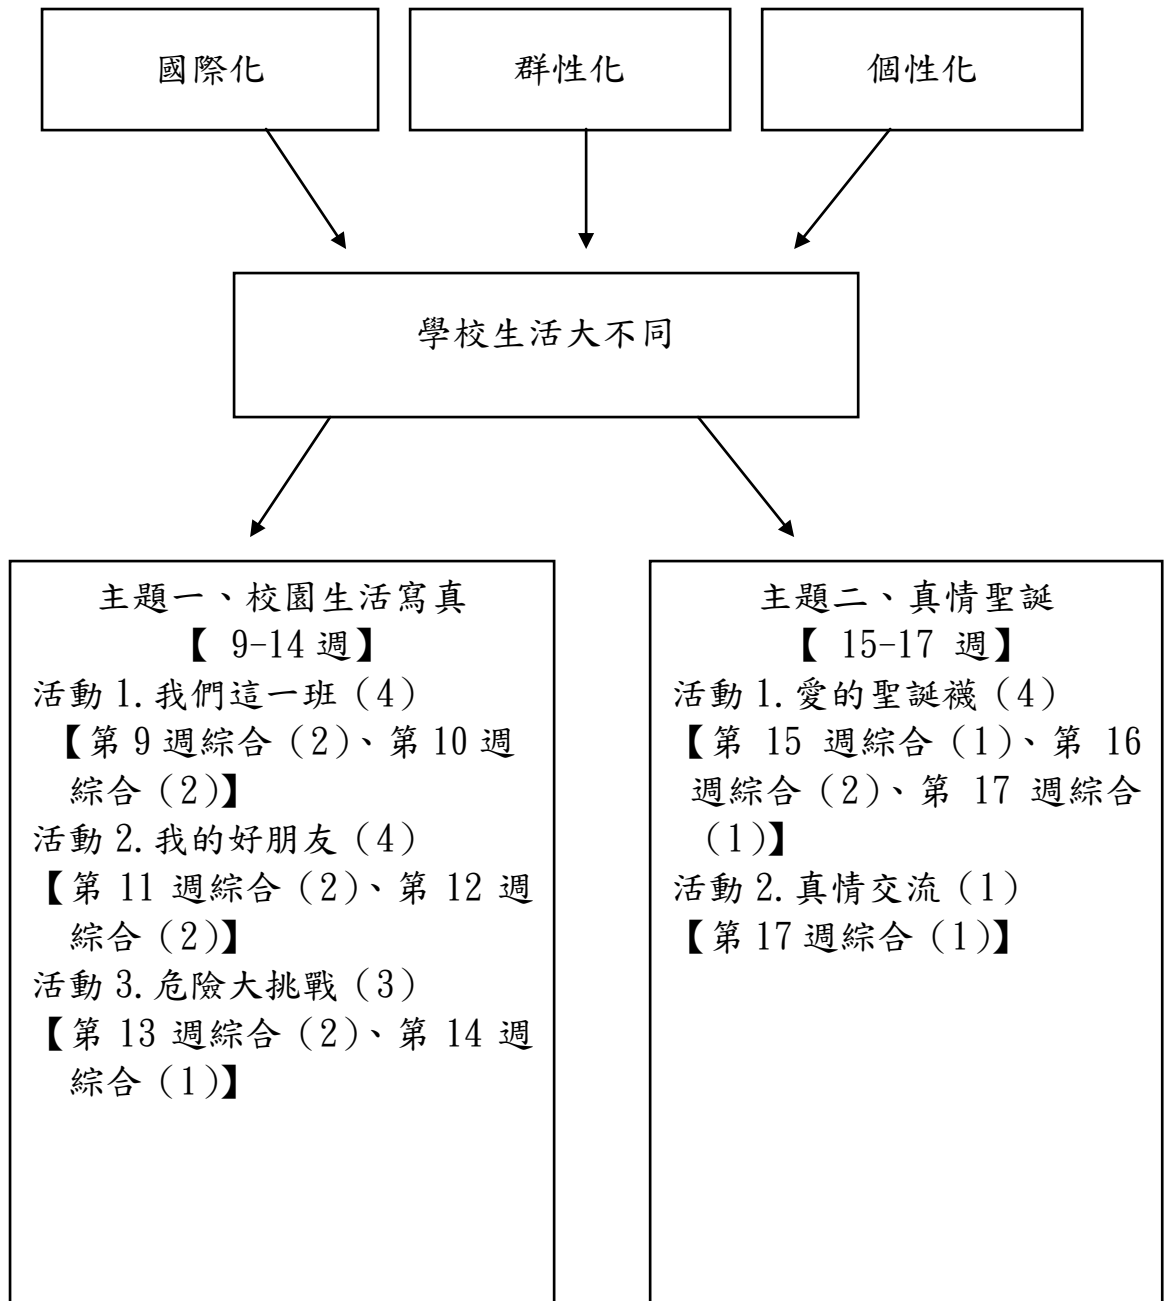 國際化
群性化
個性化
學校生活大不同
主題一、校園生活寫真
【 9-14 週】
活動 1.我們這一班（4）
【第 9 週綜合（2）、第 10 週
綜合（2）】
活動 2.我的好朋友（4）
【第 11 週綜合（2）、第 12 週
綜合（2）】
活動 3.危險大挑戰（3）
【第 13 週綜合（2）、第 14 週
綜合（1）】
主題二、真情聖誕
【 15-17 週】
活動 1.愛的聖誕襪（4）
【第 15 週綜合（1）、第 16
週綜合（2）、第 17 週綜合
（1）】
活動 2.真情交流（1）
【第 17 週綜合（1）】